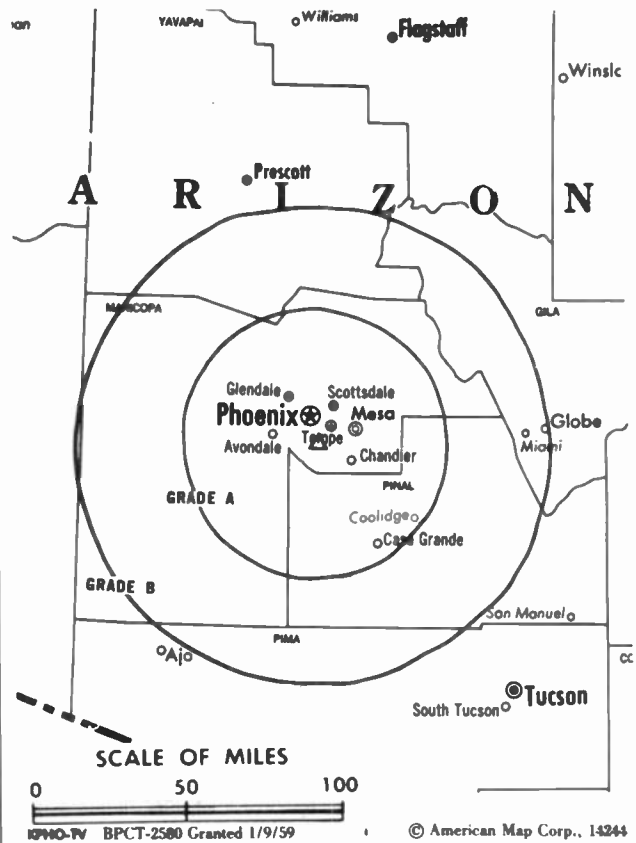 YAVAPAI
Williams
Flagstaff
Winslc
Prescott
A R I Z O N
MARICOPA
GILA
Glendale
Scottsdale
Phoenix
Mesa
Tempe
Globe
Miami
Avondale
Chandler
GRADE A
PINAL
Coolidge
Casa Grande
GRADE B
San Manuel
PIMA
Ajo
CO
Tucson
South Tucson
SCALE OF MILES
0 50 100
KPHO-TV BPCT-2580 Granted 1/9/59
© American Map Corp., 14244